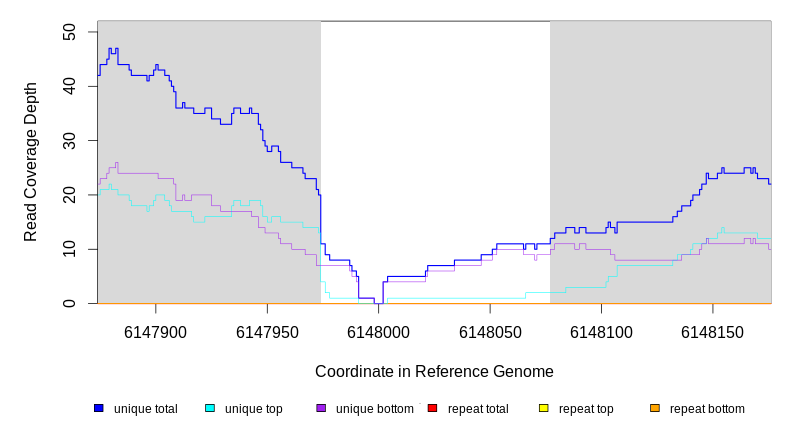 50
40
30
20
10
0
Read Coverage Depth
6147900 6147950 6148000 6148050 6148100 6148150
Coordinate in Reference Genome
unique total unique top unique bottom repeat total repeat top repeat bottom